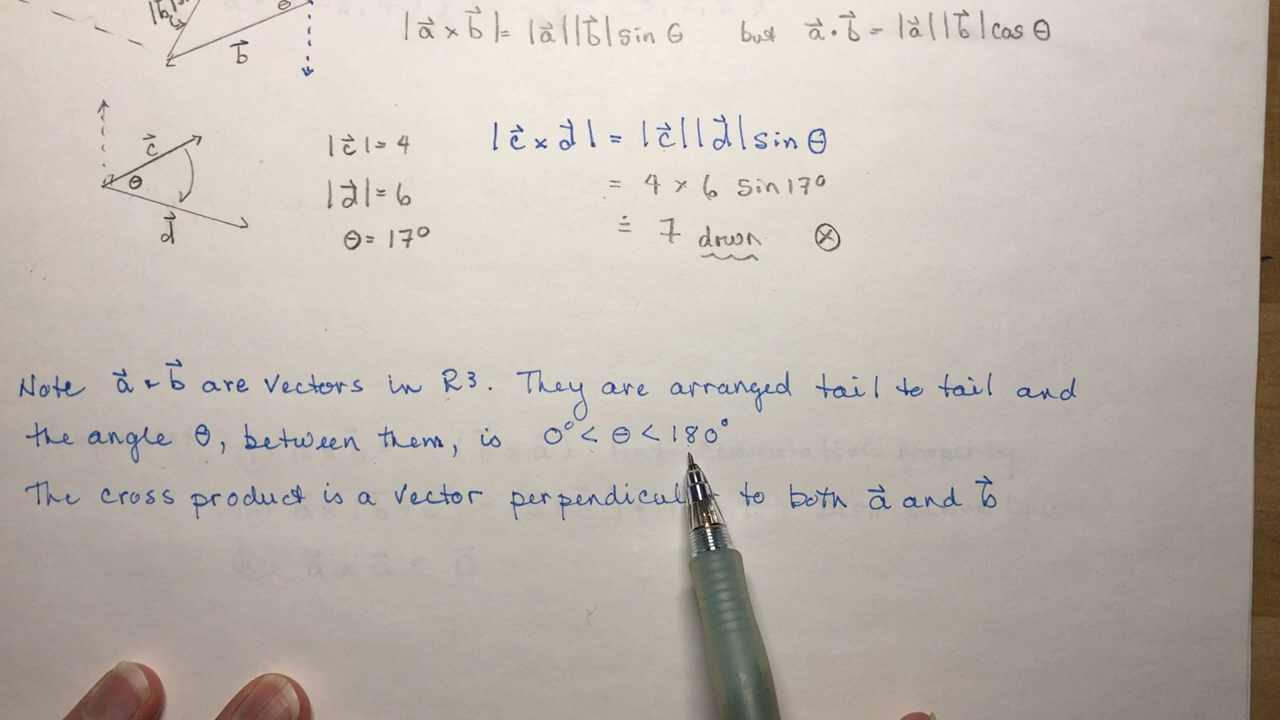 |b|sin
θ
b⃗
|a⃗ × b⃗| = |a⃗||b⃗| sin θ but a⃗ • b⃗ = |a⃗||b⃗| cos θ
c⃗
θ
d⃗
|c⃗| = 4
|d⃗| = 6
θ = 17°
|c⃗ × d⃗| = |c⃗||d⃗| sin θ
= 4 × 6 sin 17°
≐ 7 down ⊗
Note a⃗ + b⃗ are vectors in R3. They are arranged tail to tail and
the angle θ, between them, is 0° < θ < 180°
The cross product is a vector perpendicular to both a⃗ and b⃗